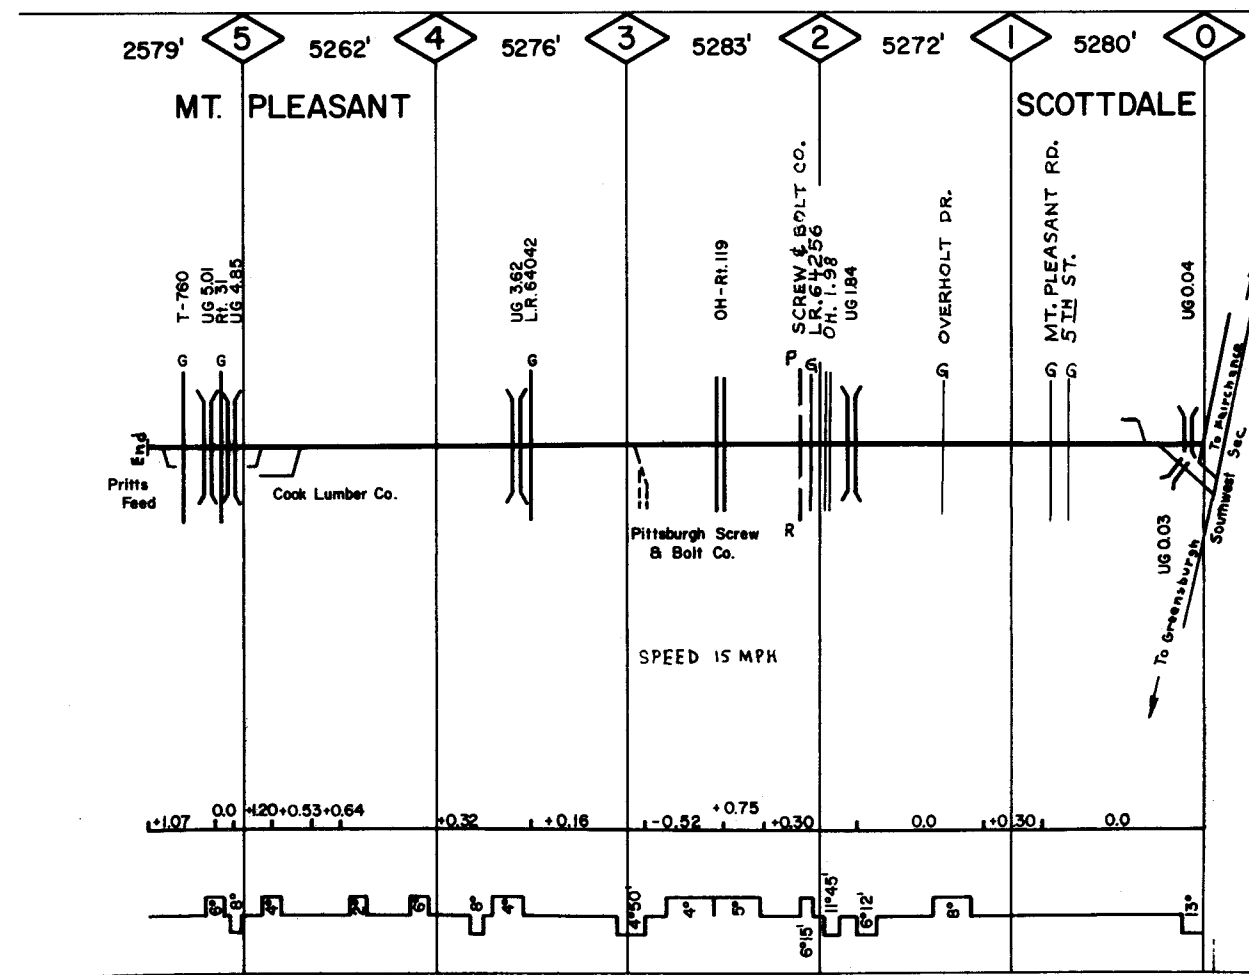 2579' 5 5262' 4 5276' 3 5283' 2 5272' 1 5280' 0
MT. PLEASANT
SCOTTDALE
T-760
UG 5.01
Rt. 31
UG 4.85
UG 3.62
L.R. 64042
OH-Rt. 119
SCREW & BOLT CO.
L.R. 64256
OH. 1.98
UG 1.84
OVERHOLT DR.
MT. PLEASANT RD.
5TH ST.
UG 0.04
G G G P G G G G
End
Pritts
Feed
Cook Lumber Co.
Pittsburgh Screw
& Bolt Co.
R
UG 0.03
To Fairchance
Southwest Sec.
To Greensburgh
SPEED 15 MPH
+1.07 0.0 +1.20 +0.53 +0.64 +0.32 +0.16 -0.52 +0.75 +0.30 0.0 +0.30 0.0
6° 8° 4° 2° 6° 8° 4° 4°50' 4° 5° 6°15' 11°45' 6°12' 8° 13°